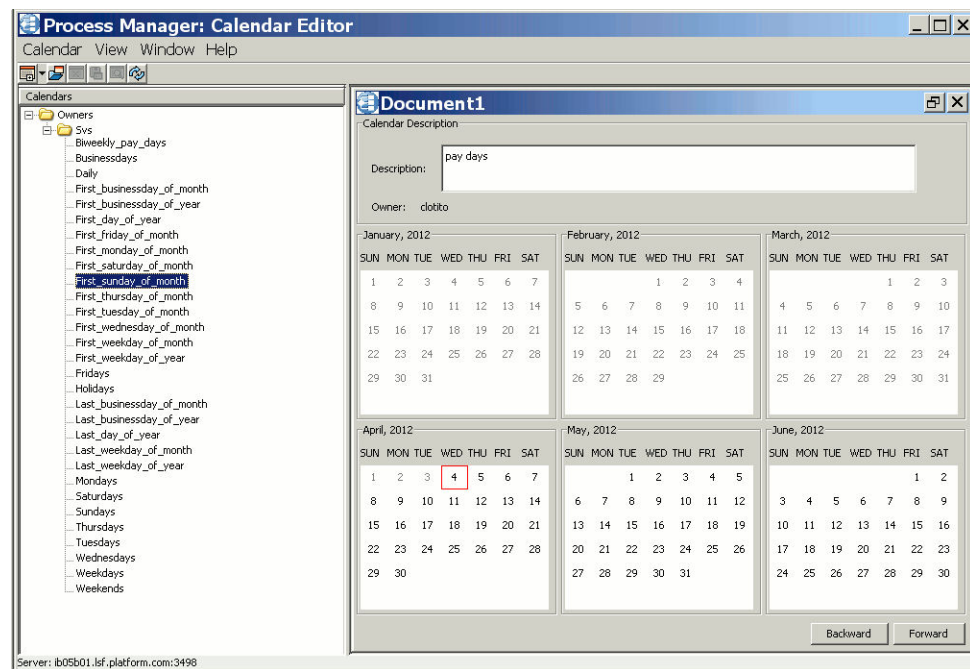 Process Manager: Calendar Editor
Calendar View Window Help
Calendars
Owners
Sys
Biweekly_pay_days
Businessdays
Daily
First_businessday_of_month
First_businessday_of_year
First_day_of_year
First_friday_of_month
First_monday_of_month
First_saturday_of_month
First_sunday_of_month
First_thursday_of_month
First_tuesday_of_month
First_wednesday_of_month
First_weekday_of_month
First_weekday_of_year
Fridays
Holidays
Last_businessday_of_month
Last_businessday_of_year
Last_day_of_year
Last_weekday_of_month
Last_weekday_of_year
Mondays
Saturdays
Sundays
Thursdays
Tuesdays
Wednesdays
Weekdays
Weekends
Document1
Calendar Description
Description: pay days
Owner: clotito
January, 2012
SUN MON TUE WED THU FRI SAT
1 2 3 4 5 6 7
8 9 10 11 12 13 14
15 16 17 18 19 20 21
22 23 24 25 26 27 28
29 30 31
February, 2012
SUN MON TUE WED THU FRI SAT
1 2 3 4
5 6 7 8 9 10 11
12 13 14 15 16 17 18
19 20 21 22 23 24 25
26 27 28 29
March, 2012
SUN MON TUE WED THU FRI SAT
1 2 3
4 5 6 7 8 9 10
11 12 13 14 15 16 17
18 19 20 21 22 23 24
25 26 27 28 29 30 31
April, 2012
SUN MON TUE WED THU FRI SAT
1 2 3 4 5 6 7
8 9 10 11 12 13 14
15 16 17 18 19 20 21
22 23 24 25 26 27 28
29 30
May, 2012
SUN MON TUE WED THU FRI SAT
1 2 3 4 5
6 7 8 9 10 11 12
13 14 15 16 17 18 19
20 21 22 23 24 25 26
27 28 29 30 31
June, 2012
SUN MON TUE WED THU FRI SAT
1 2
3 4 5 6 7 8 9
10 11 12 13 14 15 16
17 18 19 20 21 22 23
24 25 26 27 28 29 30
Backward Forward
Server: ib05b01.lsf.platform.com:3498